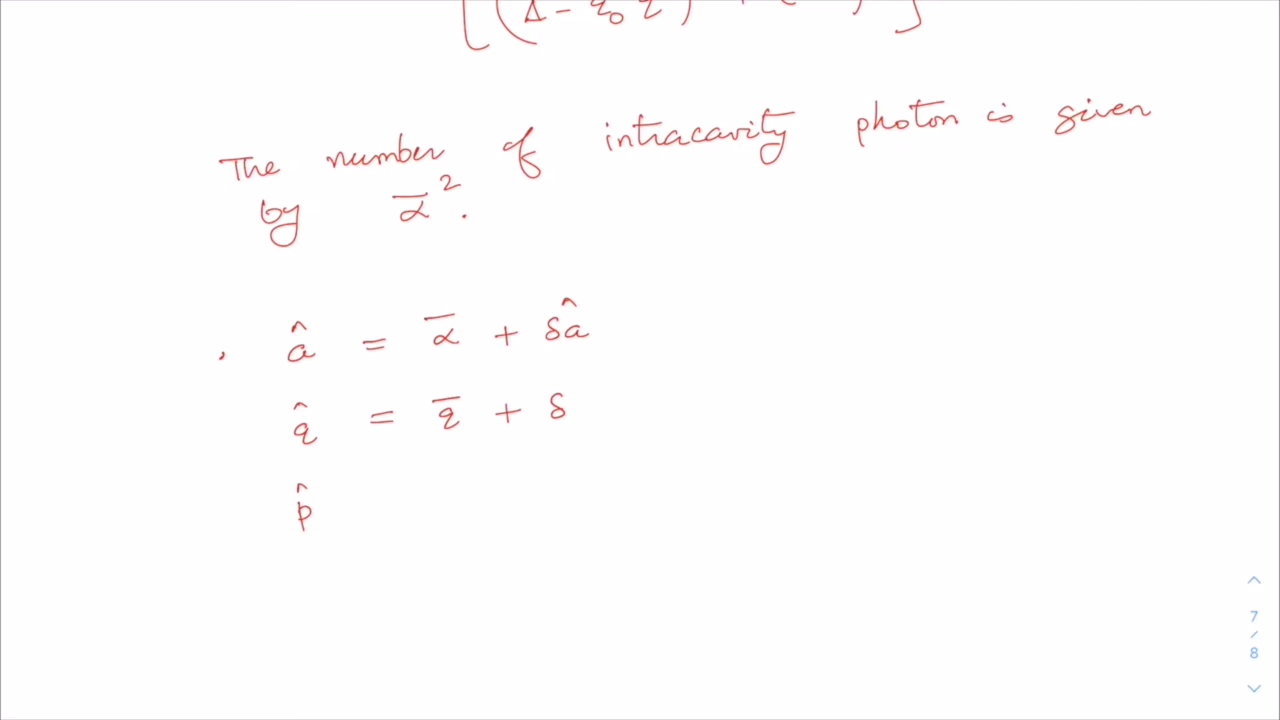 The number of intracavity photon is given
by ᾱ².
, â = ᾱ + δâ
q̂ = q̄ + δ
p̂
7
/
8